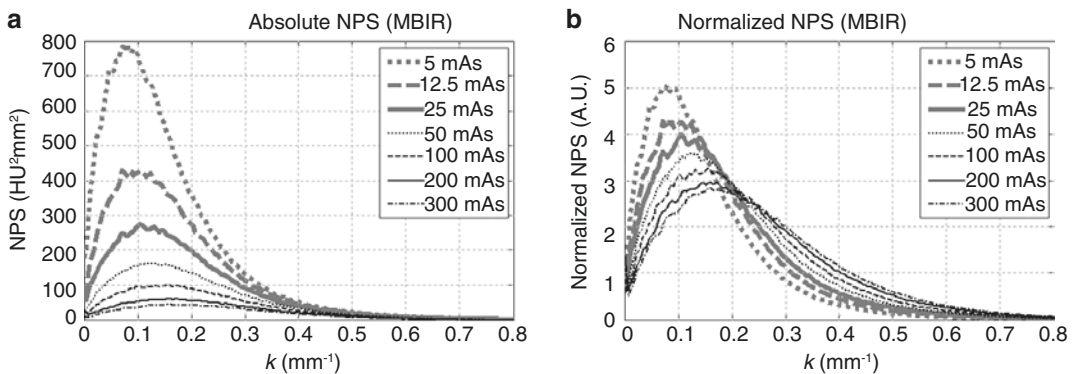 a
Absolute NPS (MBIR)
800
700
600
500
400
300
200
100
0
NPS (HU²mm²)
5 mAs
12.5 mAs
25 mAs
50 mAs
100 mAs
200 mAs
300 mAs
0 0.1 0.2 0.3 0.4 0.5 0.6 0.7 0.8
k (mm⁻¹)
b
Normalized NPS (MBIR)
6
5
4
3
2
1
0
Normalized NPS (A.U.)
5 mAs
12.5 mAs
25 mAs
50 mAs
100 mAs
200 mAs
300 mAs
0 0.1 0.2 0.3 0.4 0.5 0.6 0.7 0.8
k (mm⁻¹)